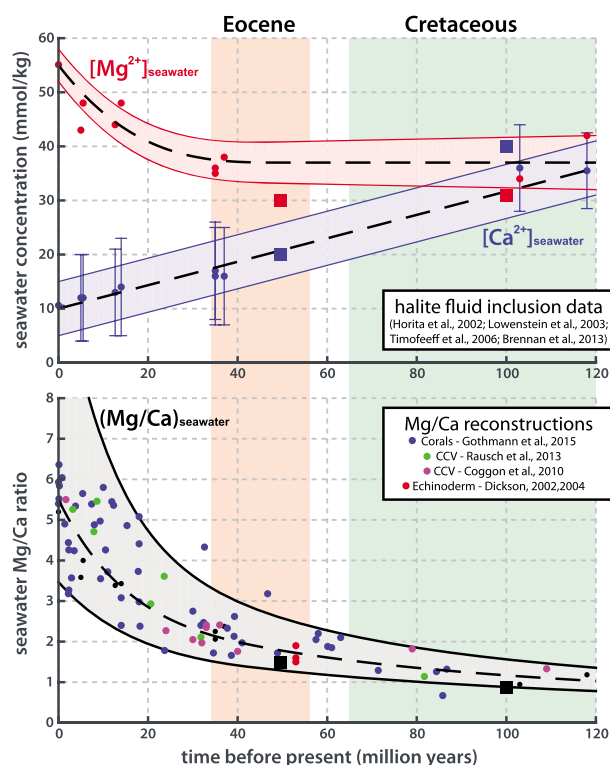 Eocene Cretaceous
60
50
40
30
20
10
0
seawater concentration (mmol/kg)
[Mg2+]seawater
[Ca2+]seawater
halite fluid inclusion data
(Horita et al., 2002; Lowenstein et al., 2003;
Timofeeff et al., 2006; Brennan et al., 2013)
0 20 40 60 80 100 120
8
7
6
5
4
3
2
1
0
seawater Mg/Ca ratio
(Mg/Ca)seawater
Mg/Ca reconstructions
Corals - Gothmann et al., 2015
CCV - Rausch et al., 2013
CCV - Coggon et al., 2010
Echinoderm - Dickson, 2002,2004
0 20 40 60 80 100 120
time before present (million years)